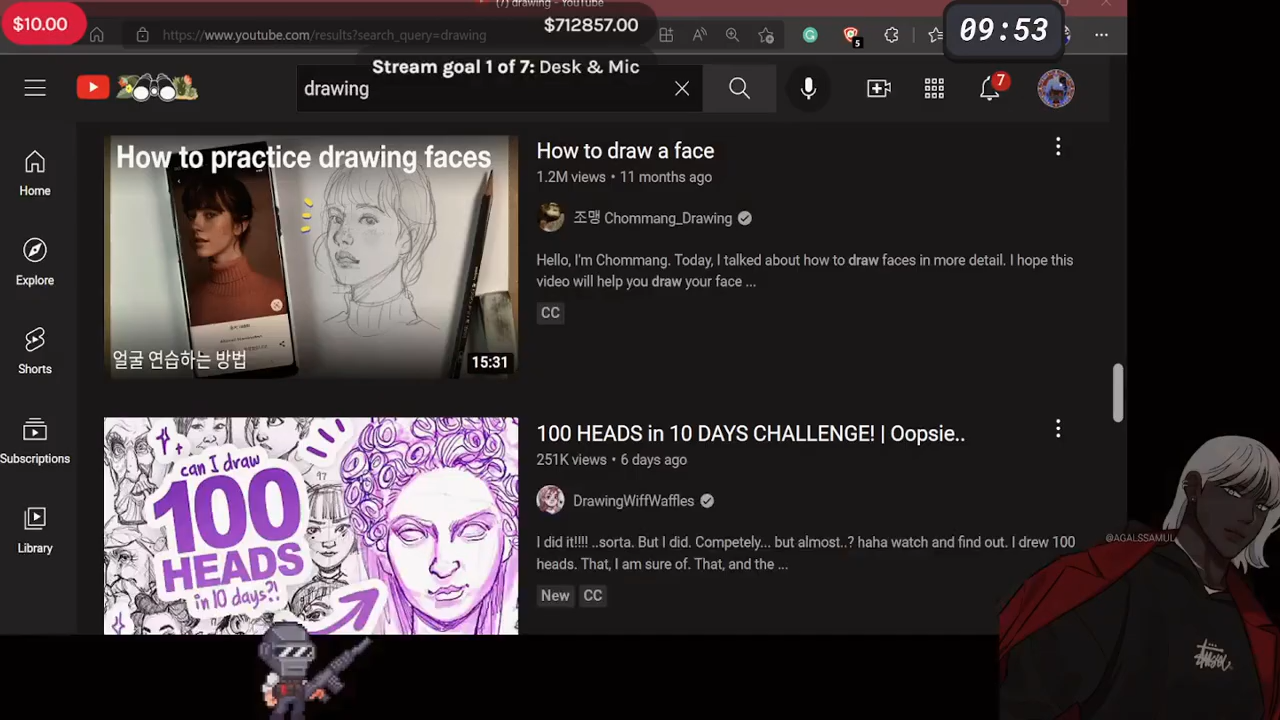 (7) drawing - YouTube
$10.00
$712857.00
09:53
https://www.youtube.com/results?search_query=drawing
5
Stream goal 1 of 7: Desk & Mic
drawing
7
Home
Explore
Shorts
Subscriptions
Library
How to practice drawing faces
얼굴 연습하는 방법
15:31
How to draw a face
1.2M views • 11 months ago
조맹 Chommang_Drawing
Hello, I'm Chommang. Today, I talked about how to draw faces in more detail. I hope this
video will help you draw your face ...
CC
can I draw
100
HEADS
in 10 days?!
97
100 HEADS in 10 DAYS CHALLENGE! | Oopsie..
251K views • 6 days ago
DrawingWiffWaffles
I did it!!!! ..sorta. But I did. Competely... but almost..? haha watch and find out. I drew 100
heads. That, I am sure of. That, and the ...
New CC
@AGALSSAMUL